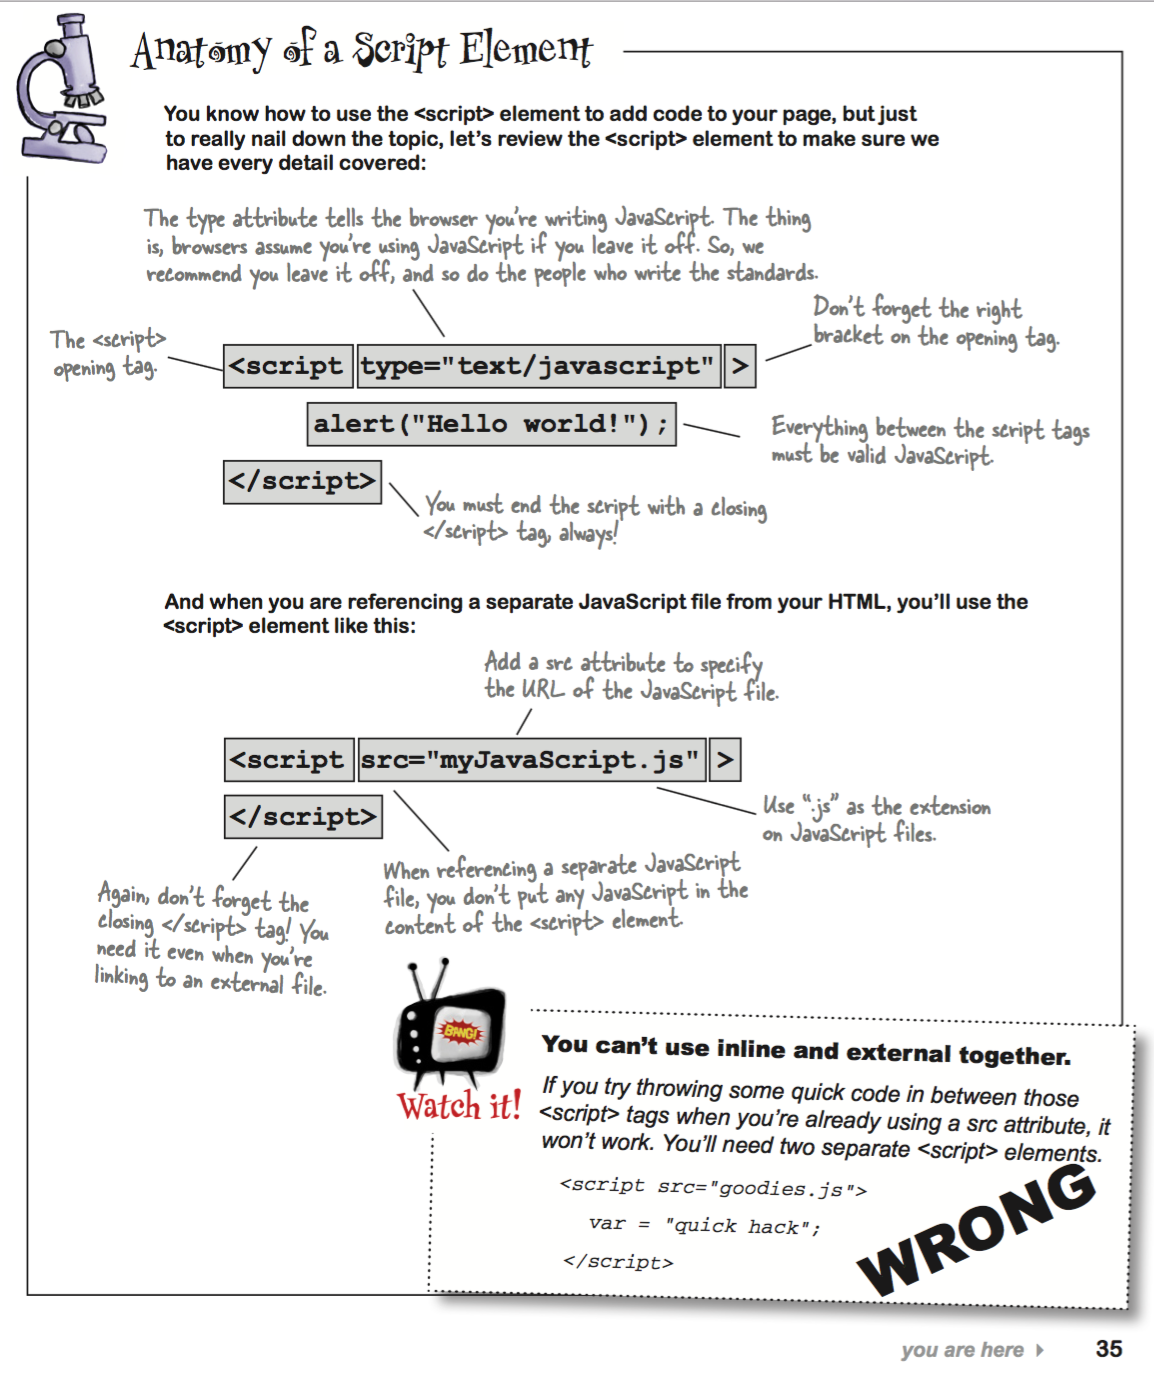 Anatomy of a Script Element
You know how to use the <script> element to add code to your page, but just
to really nail down the topic, let's review the <script> element to make sure we
have every detail covered:
The type attribute tells the browser you're writing JavaScript. The thing
is, browsers assume you're using JavaScript if you leave it off. So, we
recommend you leave it off, and so do the people who write the standards.
Don't forget the right
bracket on the opening tag.
The <script>
opening tag.
<script type="text/javascript" >
alert("Hello world!");
Everything between the script tags
must be valid JavaScript.
</script>
You must end the script with a closing
</script> tag, always!
And when you are referencing a separate JavaScript file from your HTML, you'll use the
<script> element like this:
Add a src attribute to specify
the URL of the JavaScript file.
<script src="myJavaScript.js" >
</script>
Use ".js" as the extension
on JavaScript files.
When referencing a separate JavaScript
file, you don't put any JavaScript in the
content of the <script> element.
Again, don't forget the
closing </script> tag! You
need it even when you're
linking to an external file.
BANG!
Watch it!
You can't use inline and external together.
If you try throwing some quick code in between those
<script> tags when you're already using a src attribute, it
won't work. You'll need two separate <script> elements.
<script src="goodies.js">
var = "quick hack";
</script>
WRONG
you are here
35